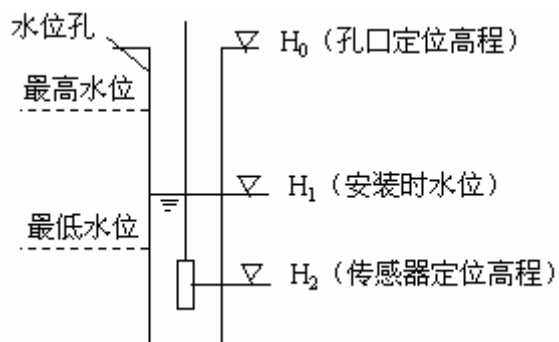 水位孔
H₀（孔口定位高程）
最高水位
H₁（安装时水位）
最低水位
H₂（传感器定位高程）